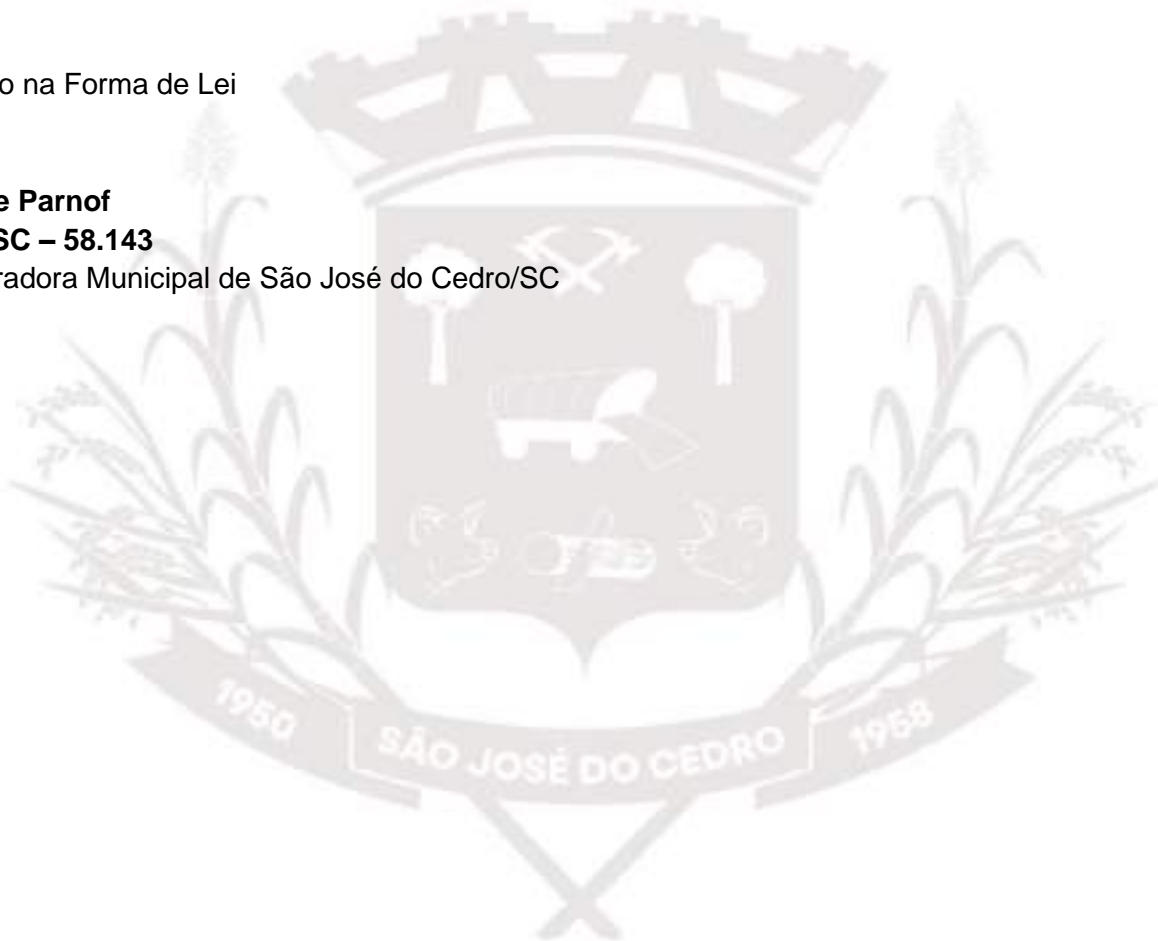 o na Forma de Lei
e Parnof
SC – 58.143
radora Municipal de São José do Cedro/SC
1950
SÃO JOSÉ DO CEDRO
1958